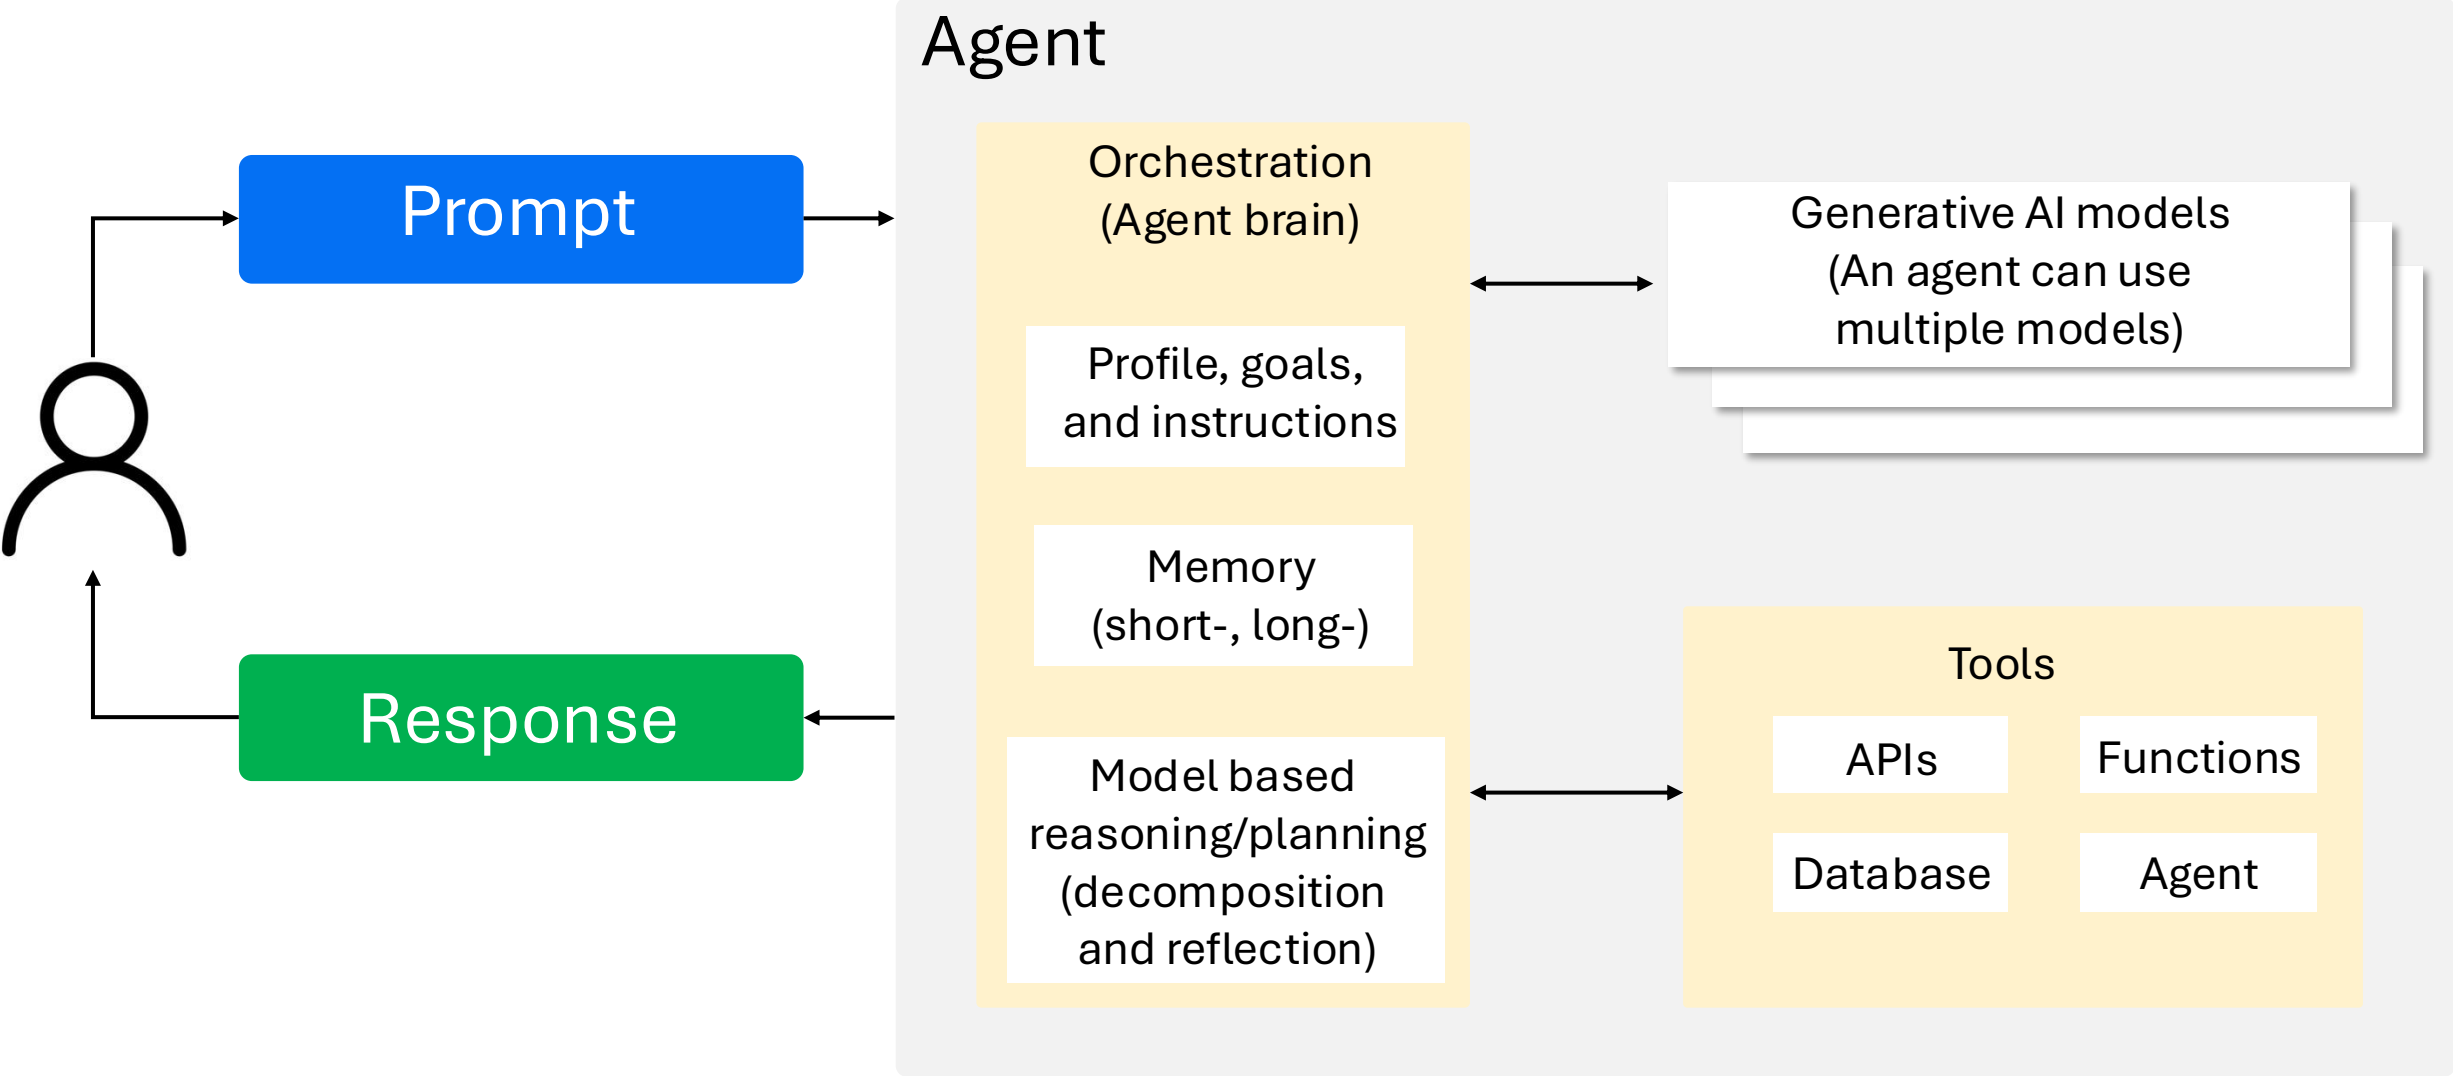 Agent
Prompt
Response
Orchestration
(Agent brain)
Profile, goals,
and instructions
Memory
(short-, long-)
Model based
reasoning/planning
(decomposition
and reflection)
Generative AI models
(An agent can use
multiple models)
Tools
APIs
Functions
Database
Agent